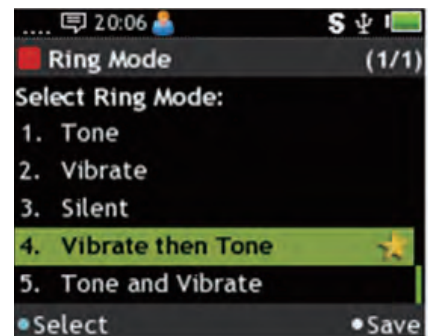 .... 20:06 S
Ring Mode (1/1)
Select Ring Mode:
1. Tone
2. Vibrate
3. Silent
4. Vibrate then Tone
5. Tone and Vibrate
Select Save